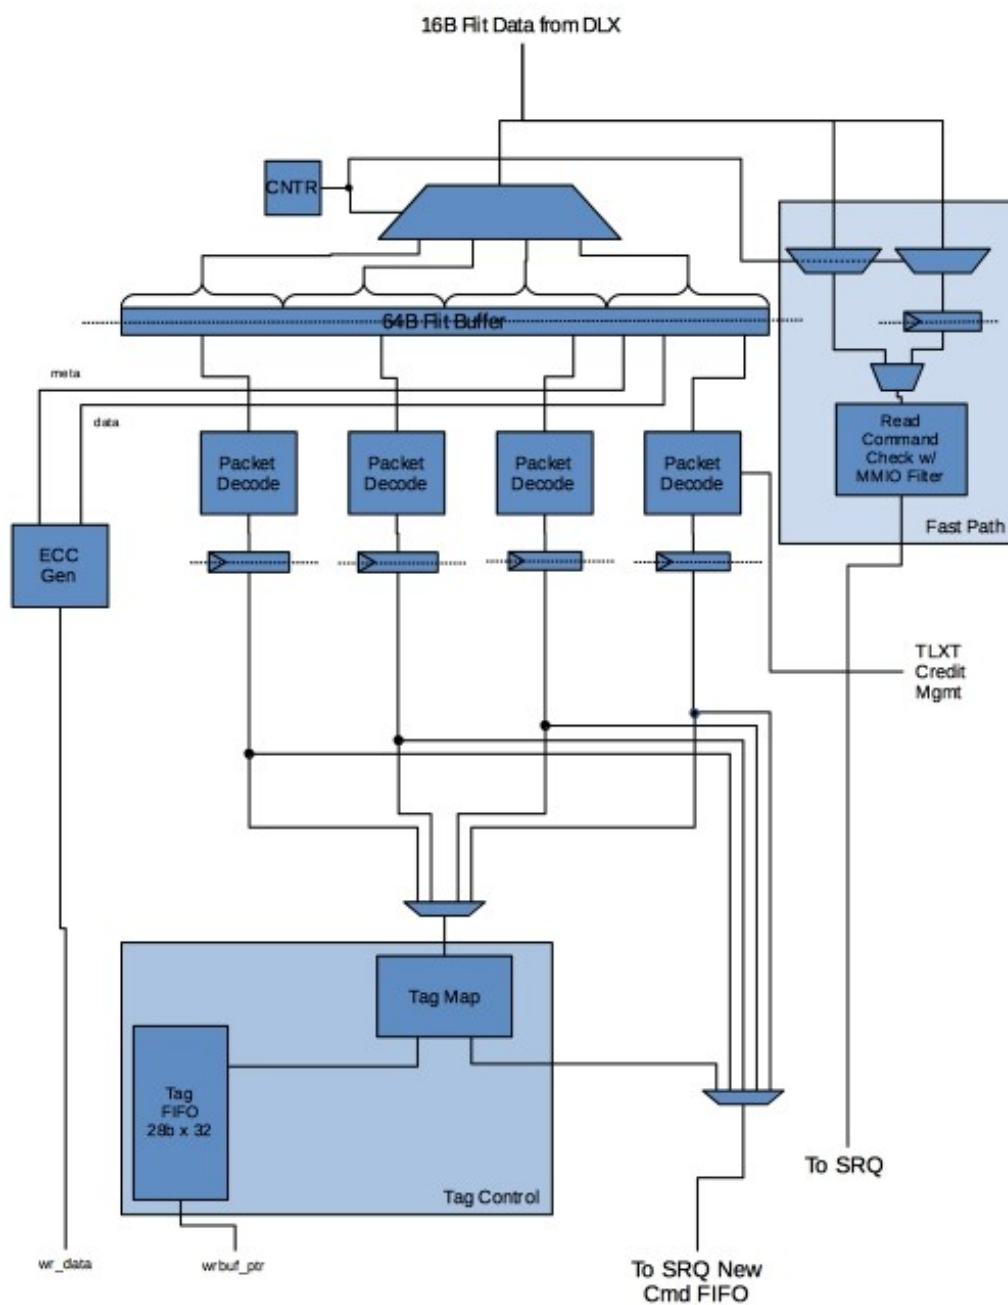 16B Flit Data from DLX
CNTR
64B Flit Buffer
meta
data
Packet
Decode
Packet
Decode
Packet
Decode
Packet
Decode
Read
Command
Check w/
MMIO Filter
Fast Path
ECC
Gen
TLXT
Credit
Mgmt
Tag Map
Tag
FIFO
28b x 32
Tag Control
To SRQ
wr_data
wrbuf_ptr
To SRQ New
Cmd FIFO